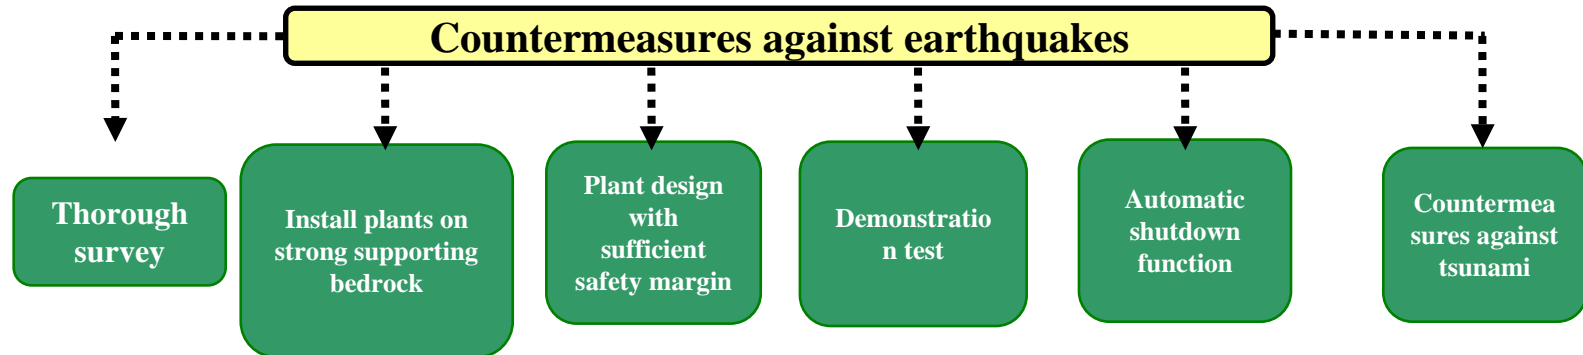 Countermeasures against earthquakes
Thorough
survey
Install plants on
strong supporting
bedrock
Plant design
with
sufficient
safety margin
Demonstratio
n test
Automatic
shutdown
function
Countermea
sures against
tsunami